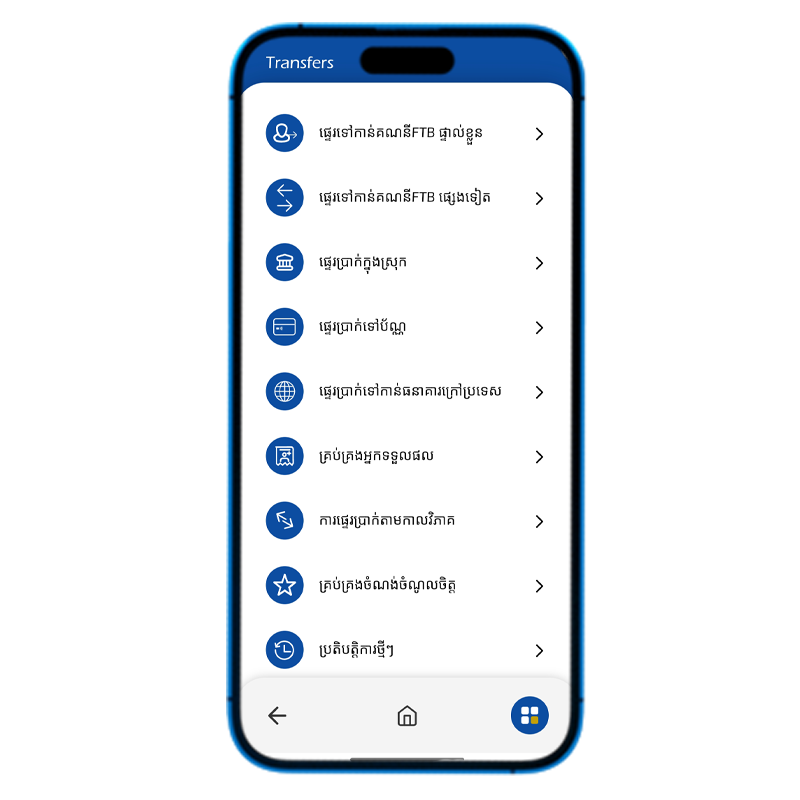 Transfers
ផ្ទេរទៅកាន់គណនីFTB ផ្ទាល់ខ្លួន
ផ្ទេរទៅកាន់គណនីFTB ផ្សេងទៀត
ផ្ទេរប្រាក់ក្នុងស្រុក
ផ្ទេរប្រាក់ទៅប័ណ្ណ
ផ្ទេរប្រាក់ទៅកាន់ធនាគារក្រៅប្រទេស
គ្រប់គ្រងអ្នកទទួលផល
ការផ្ទេរប្រាក់តាមកាលវិភាគ
គ្រប់គ្រងចំណង់ចំណូលចិត្ត
ប្រតិបត្តិការថ្មីៗ